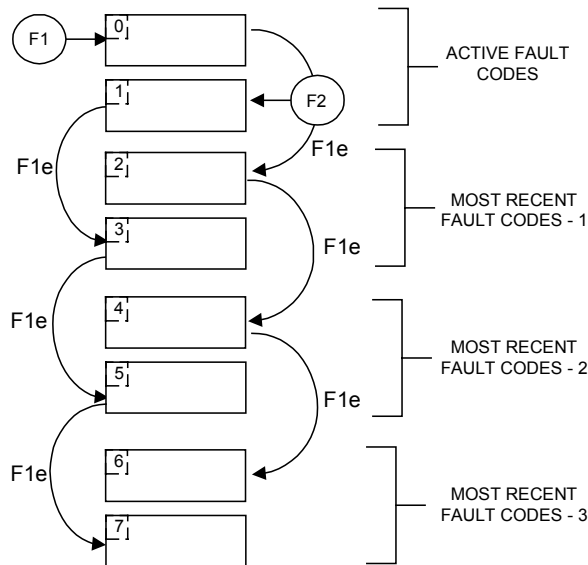 F1
0
ACTIVE FAULT
CODES
1
F2
F1e
F1e
2
MOST RECENT
FAULT CODES - 1
3
F1e
F1e
4
MOST RECENT
FAULT CODES - 2
5
F1e
F1e
6
MOST RECENT
FAULT CODES - 3
7